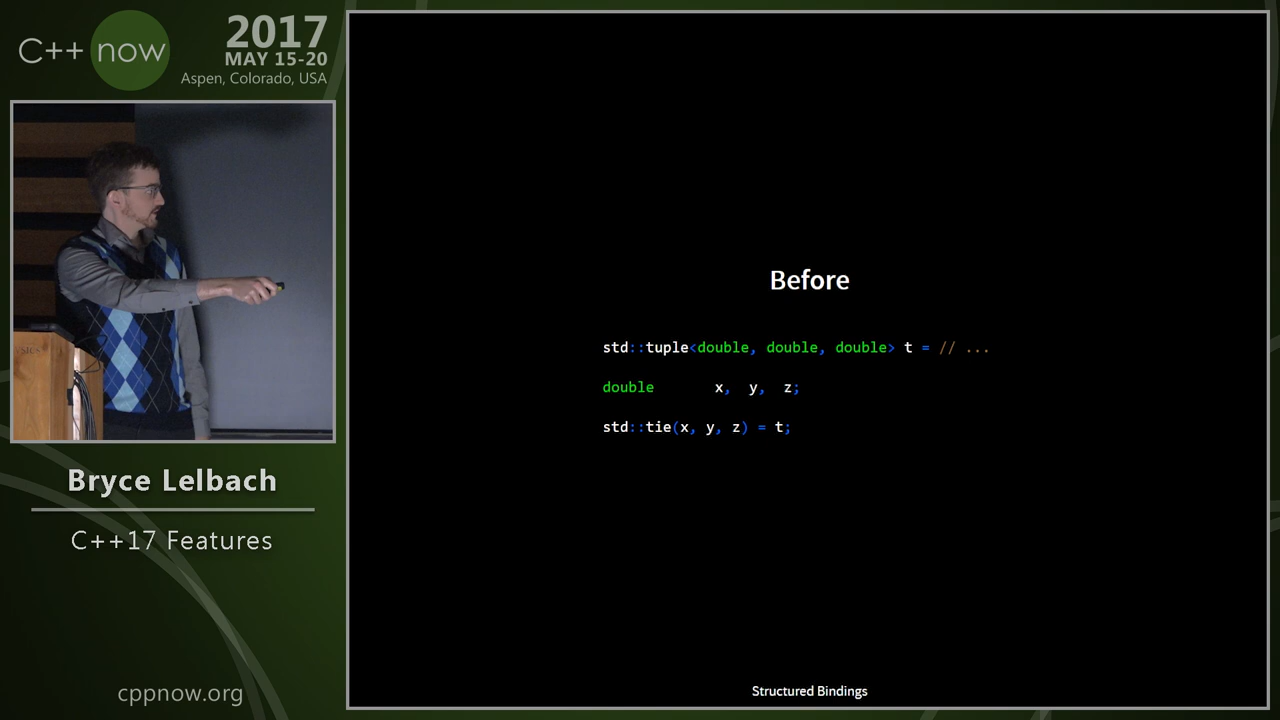 C++ now
2017
MAY 15-20
Aspen, Colorado, USA
Bryce Lelbach
C++17 Features
cppnow.org
Before
std::tuple<double, double, double> t = // ...
double x, y, z;
std::tie(x, y, z) = t;
Structured Bindings